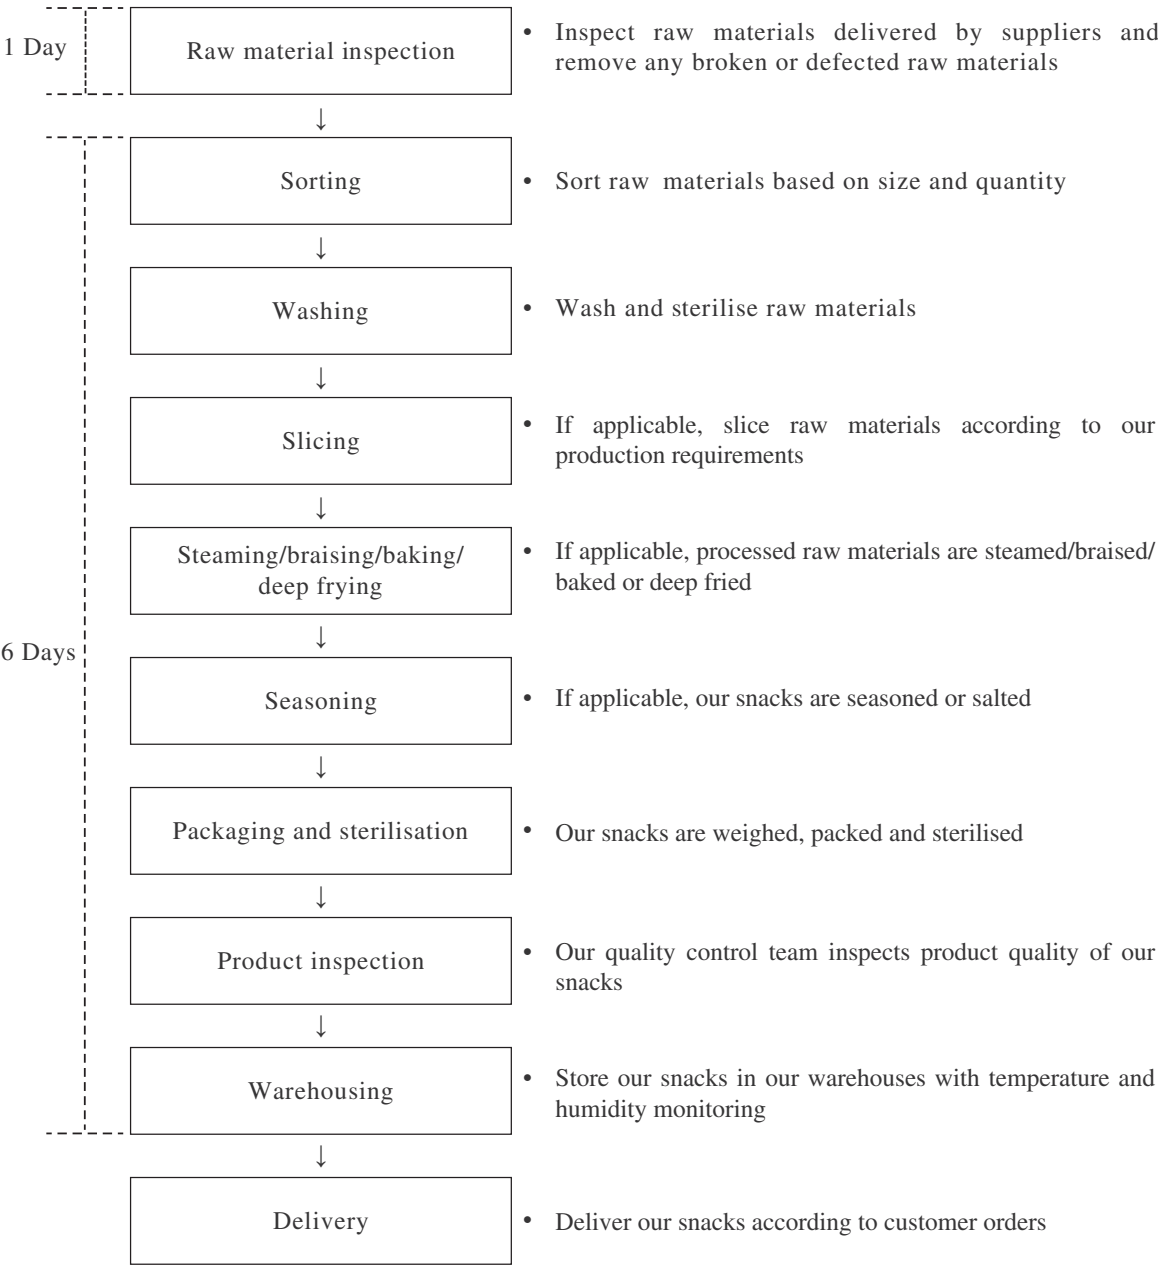 1 Day
Raw material inspection
• Inspect raw materials delivered by suppliers and
remove any broken or defected raw materials
↓
Sorting
• Sort raw materials based on size and quantity
↓
Washing
• Wash and sterilise raw materials
↓
Slicing
• If applicable, slice raw materials according to our
production requirements
↓
Steaming/braising/baking/
deep frying
• If applicable, processed raw materials are steamed/braised/
baked or deep fried
↓
6 Days
Seasoning
• If applicable, our snacks are seasoned or salted
↓
Packaging and sterilisation
• Our snacks are weighed, packed and sterilised
↓
Product inspection
• Our quality control team inspects product quality of our
snacks
↓
Warehousing
• Store our snacks in our warehouses with temperature and
humidity monitoring
↓
Delivery
• Deliver our snacks according to customer orders